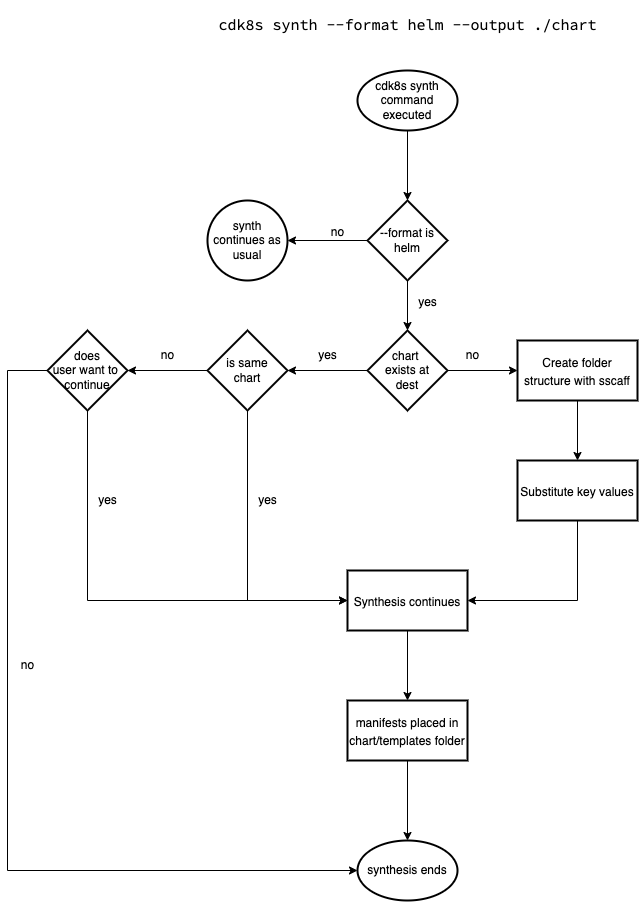 cdk8s synth --format helm --output ./chart
cdk8s synth
command
executed
synth
continues as
usual
no
--format is
helm
yes
does
user want to
continue
no
is same
chart
yes
chart
exists at
dest
no
Create folder
structure with sscaff
yes
yes
Substitute key values
Synthesis continues
no
manifests placed in
chart/templates folder
synthesis ends